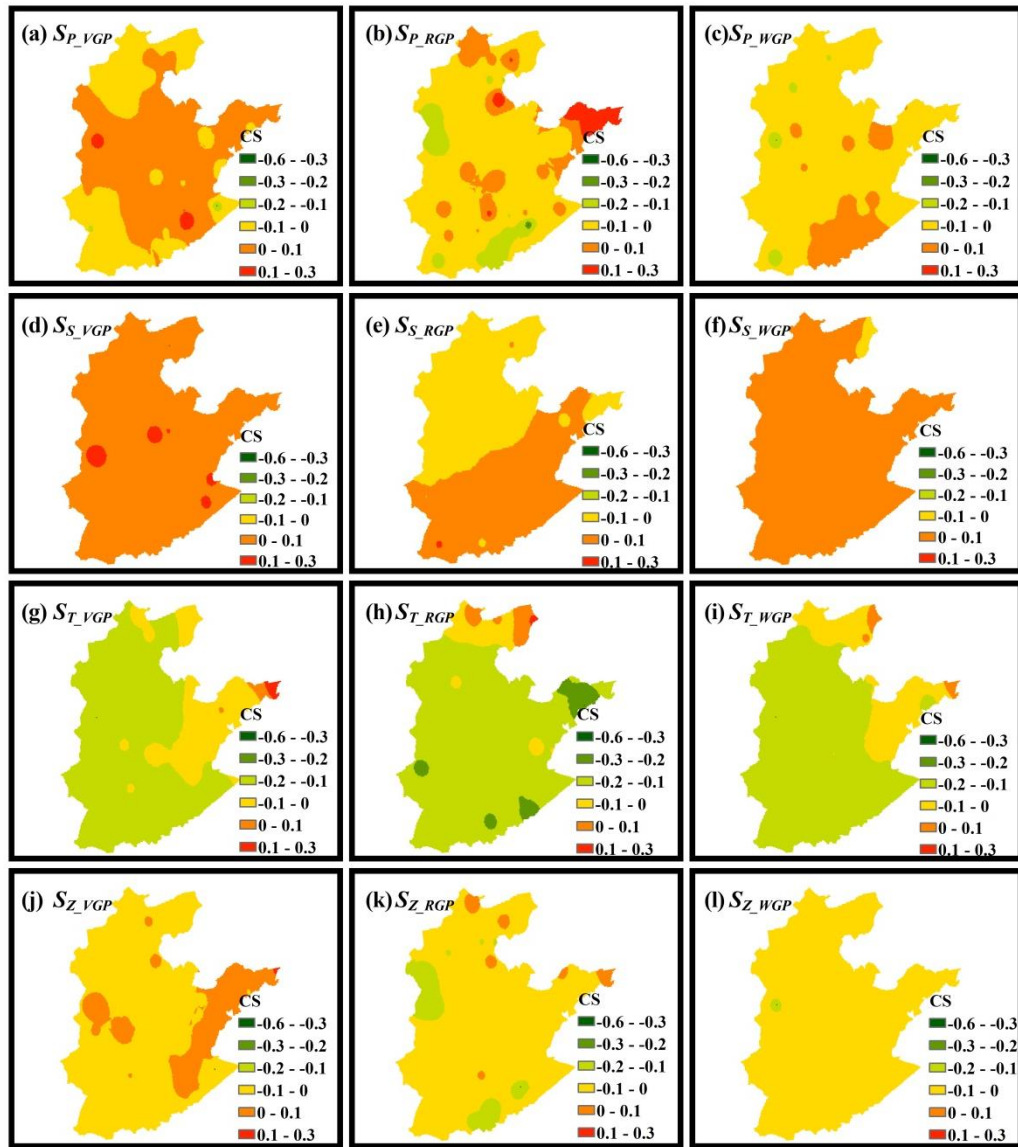 (a) SP_VGP
CS
-0.6 - -0.3
-0.3 - -0.2
-0.2 - -0.1
-0.1 - 0
0 - 0.1
0.1 - 0.3
(b) SP_RGP
CS
-0.6 - -0.3
-0.3 - -0.2
-0.2 - -0.1
-0.1 - 0
0 - 0.1
0.1 - 0.3
(c) SP_WGP
CS
-0.6 - -0.3
-0.3 - -0.2
-0.2 - -0.1
-0.1 - 0
0 - 0.1
0.1 - 0.3
(d) SS_VGP
CS
-0.6 - -0.3
-0.3 - -0.2
-0.2 - -0.1
-0.1 - 0
0 - 0.1
0.1 - 0.3
(e) SS_RGP
CS
-0.6 - -0.3
-0.3 - -0.2
-0.2 - -0.1
-0.1 - 0
0 - 0.1
0.1 - 0.3
(f) SS_WGP
CS
-0.6 - -0.3
-0.3 - -0.2
-0.2 - -0.1
-0.1 - 0
0 - 0.1
0.1 - 0.3
(g) ST_VGP
CS
-0.6 - -0.3
-0.3 - -0.2
-0.2 - -0.1
-0.1 - 0
0 - 0.1
0.1 - 0.3
(h) ST_RGP
CS
-0.6 - -0.3
-0.3 - -0.2
-0.2 - -0.1
-0.1 - 0
0 - 0.1
0.1 - 0.3
(i) ST_WGP
CS
-0.6 - -0.3
-0.3 - -0.2
-0.2 - -0.1
-0.1 - 0
0 - 0.1
0.1 - 0.3
(j) SZ_VGP
CS
-0.6 - -0.3
-0.3 - -0.2
-0.2 - -0.1
-0.1 - 0
0 - 0.1
0.1 - 0.3
(k) SZ_RGP
CS
-0.6 - -0.3
-0.3 - -0.2
-0.2 - -0.1
-0.1 - 0
0 - 0.1
0.1 - 0.3
(l) SZ_WGP
CS
-0.6 - -0.3
-0.3 - -0.2
-0.2 - -0.1
-0.1 - 0
0 - 0.1
0.1 - 0.3